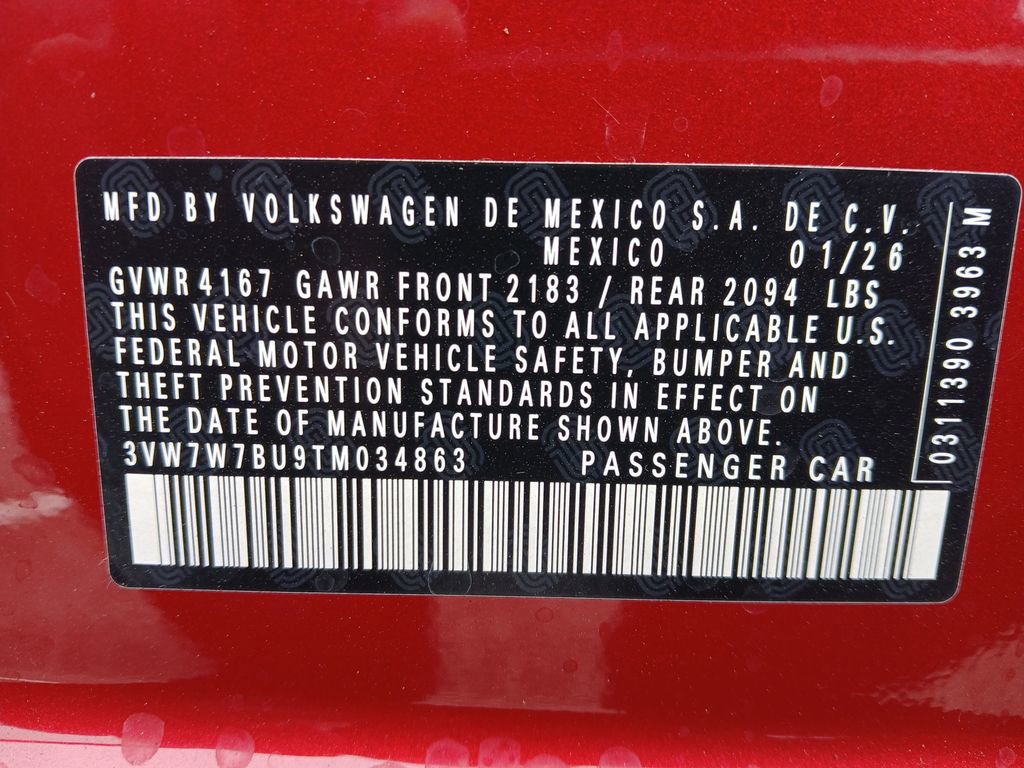 MFD BY VOLKSWAGEN DE MEXICO S.A. DE C.V.
MEXICO 01/26
GVWR 4167 GAWR FRONT 2183 / REAR 2094 LBS
THIS VEHICLE CONFORMS TO ALL APPLICABLE U.S.
FEDERAL MOTOR VEHICLE SAFETY, BUMPER AND
THEFT PREVENTION STANDARDS IN EFFECT ON
THE DATE OF MANUFACTURE SHOWN ABOVE.
3VW7W7BU9TM034863 PASSENGER CAR
0311390 3963 M